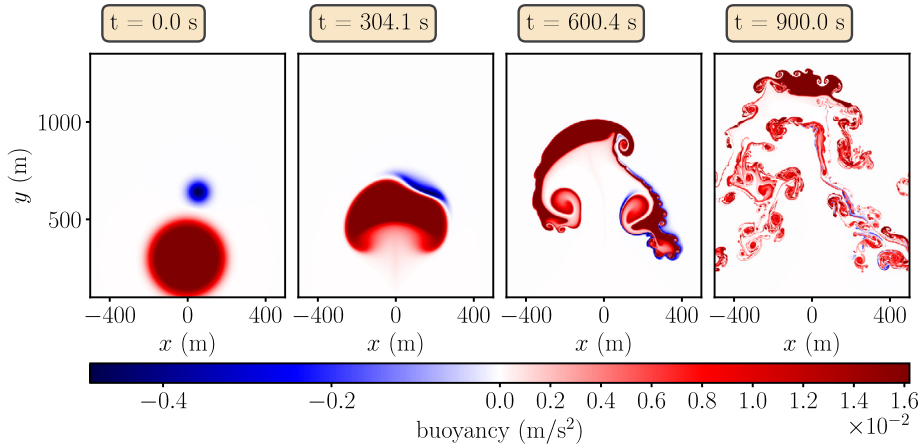 t = 0.0 s t = 304.1 s t = 600.4 s t = 900.0 s
1000
500
y (m)
−400 0 400 −400 0 400 −400 0 400 −400 0 400
x (m) x (m) x (m) x (m)
−0.4 −0.2 0.0 0.2 0.4 0.6 0.8 1.0 1.2 1.4 1.6
×10⁻²
buoyancy (m/s²)